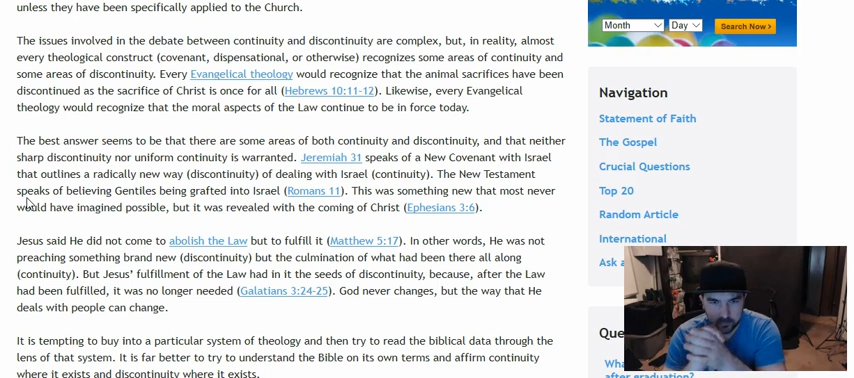 unless they have been specifically applied to the Church.
The issues involved in the debate between continuity and discontinuity are complex, but, in reality, almost
every theological construct (covenant, dispensational, or otherwise) recognizes some areas of continuity and
some areas of discontinuity. Every Evangelical theology would recognize that the animal sacrifices have been
discontinued as the sacrifice of Christ is once for all (Hebrews 10:11-12). Likewise, every Evangelical
theology would recognize that the moral aspects of the Law continue to be in force today.
The best answer seems to be that there are some areas of both continuity and discontinuity, and that neither
sharp discontinuity nor uniform continuity is warranted. Jeremiah 31 speaks of a New Covenant with Israel
that outlines a radically new way (discontinuity) of dealing with Israel (continuity). The New Testament
speaks of believing Gentiles being grafted into Israel (Romans 11). This was something new that most never
would have imagined possible, but it was revealed with the coming of Christ (Ephesians 3:6).
Jesus said He did not come to abolish the Law but to fulfill it (Matthew 5:17). In other words, He was not
preaching something brand new (discontinuity) but the culmination of what had been there all along
(continuity). But Jesus' fulfillment of the Law had in it the seeds of discontinuity, because, after the Law
had been fulfilled, it was no longer needed (Galatians 3:24-25). God never changes, but the way that He
deals with people can change.
It is tempting to buy into a particular system of theology and then try to read the biblical data through the
lens of that system. It is far better to try to understand the Bible on its own terms and affirm continuity
where it exists and discontinuity where it exists.
Month Day Search Now >
Navigation
Statement of Faith
The Gospel
Crucial Questions
Top 20
Random Article
International
Ask a
Que
Wha
after graduation?